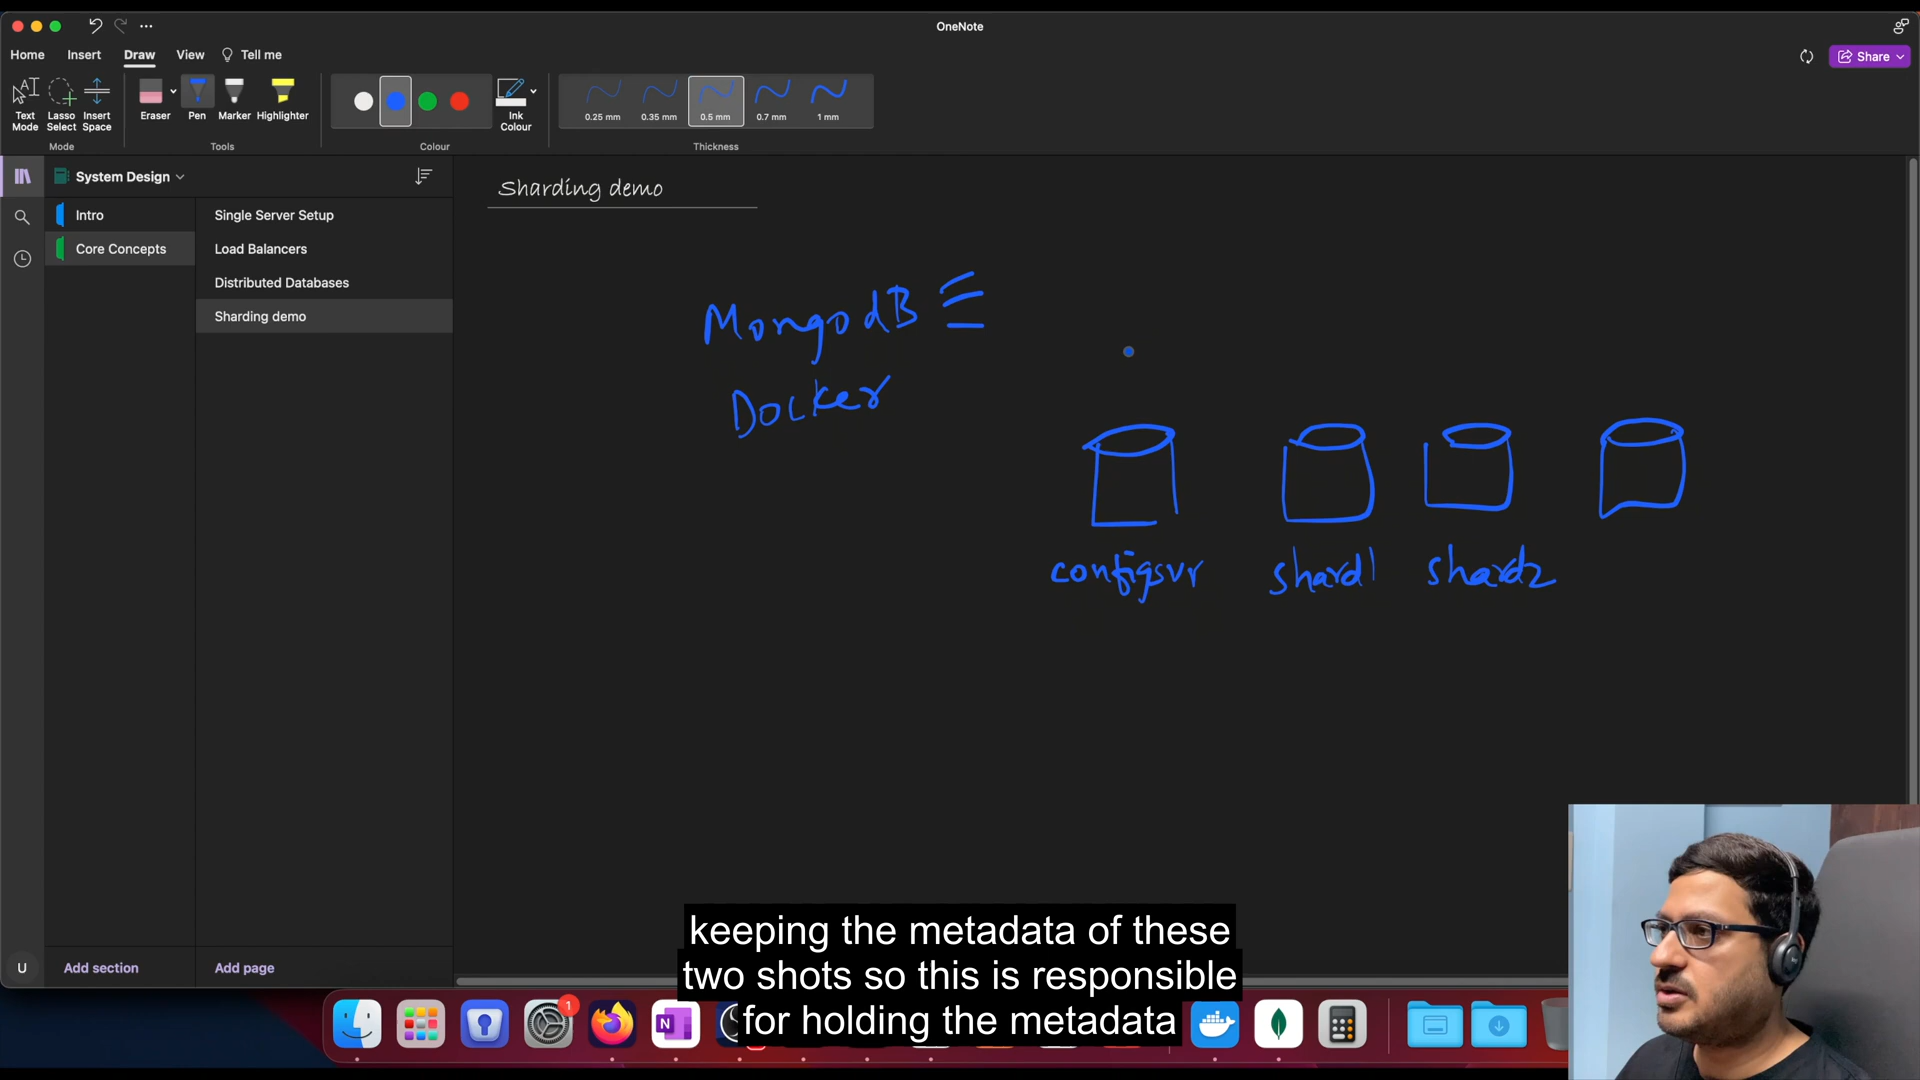 OneNote
Home Insert Draw View Tell me
Share
Text Mode
Lasso Select
Insert Space
Eraser
Pen
Marker
Highlighter
Ink Colour
0.25 mm
0.35 mm
0.5 mm
0.7 mm
1 mm
Mode
Tools
Colour
Thickness
System Design
Intro
Core Concepts
Single Server Setup
Load Balancers
Distributed Databases
Sharding demo
Sharding demo
MongodB
Docker
configsvr
shard1
shard2
keeping the metadata of these
two shots so this is responsible
for holding the metadata
U
Add section
Add page
1
N